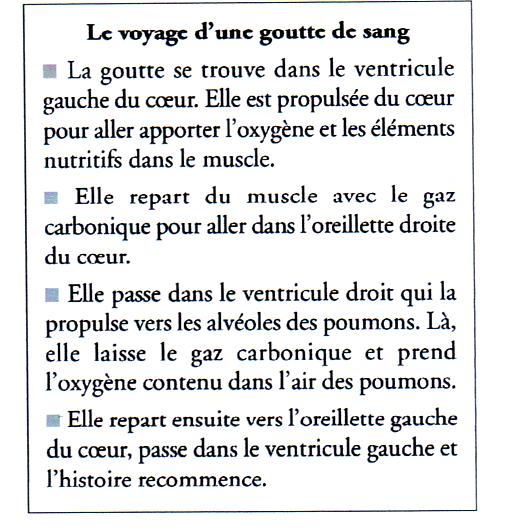 Le voyage d'une goutte de sang
■ La goutte se trouve dans le ventricule
gauche du cœur. Elle est propulsée du cœur
pour aller apporter l'oxygène et les éléments
nutritifs dans le muscle.
■ Elle repart du muscle avec le gaz
carbonique pour aller dans l'oreillette droite
du cœur.
■ Elle passe dans le ventricule droit qui la
propulse vers les alvéoles des poumons. Là,
elle laisse le gaz carbonique et prend
l'oxygène contenu dans l'air des poumons.
■ Elle repart ensuite vers l'oreillette gauche
du cœur, passe dans le ventricule gauche et
l'histoire recommence.